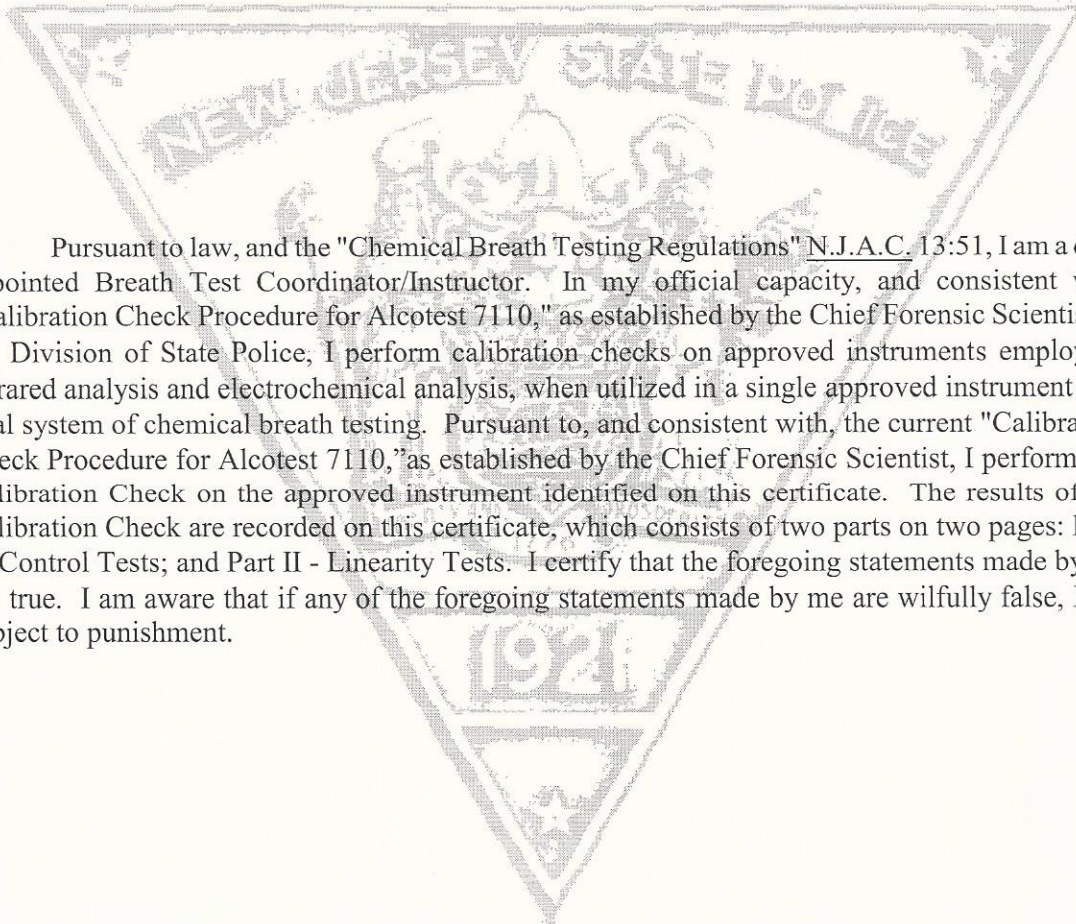 NEW JERSEY STATE POLICE
Pursuant to law, and the "Chemical Breath Testing Regulations" N.J.A.C. 13:51, I am a
pointed Breath Test Coordinator/Instructor. In my official capacity, and consistent
alibration Check Procedure for Alcotest 7110," as established by the Chief Forensic Scienti
Division of State Police, I perform calibration checks on approved instruments employ
rared analysis and electrochemical analysis, when utilized in a single approved instrument
al system of chemical breath testing. Pursuant to, and consistent with, the current "Calibra
eck Procedure for Alcotest 7110,” as established by the Chief Forensic Scientist, I perform
libration Check on the approved instrument identified on this certificate. The results of
libration Check are recorded on this certificate, which consists of two parts on two pages:
Control Tests; and Part II - Linearity Tests. I certify that the foregoing statements made by
true. I am aware that if any of the foregoing statements made by me are wilfully false,
bject to punishment.
1921